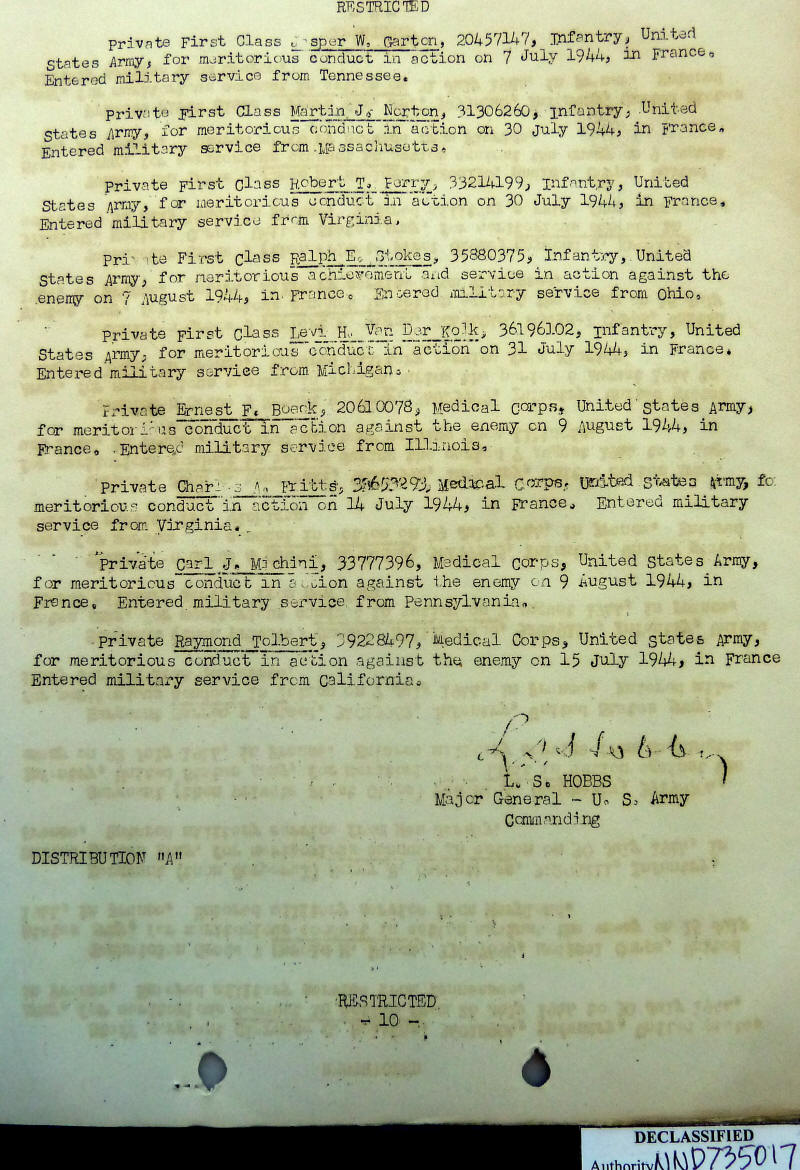 RESTRICTED
Private First Class W. Garton, 20457147, Infantry, United
States Army, for meritorious conduct in action on 7 July 1944, in France.
Entered military service from Tennessee.
Private First Class Martin J. Norton, 31306260, Infantry, United
States Army, for meritorious conduct in action on 30 July 1944, in France.
Entered military service from Massachusetts.
Private First Class Robert T. Perry, 33214199, Infantry, United
States Army, for meritorious conduct in action on 30 July 1944, in France.
Entered military service from Virginia.
Private First Class Ralph E. Stokes, 35880375, Infantry, United
States Army, for meritorious achievement and service in action against the
enemy on 7 August 1944, in France. Entered military service from Ohio.
Private First Class Levi H. Van Der Kolk, 36196102, Infantry, United
States Army, for meritorious conduct in action on 31 July 1944, in France.
Entered military service from Michigan.
Private Ernest F. Boeck, 20610078, Medical Corps, United States Army,
for meritorious conduct in action against the enemy on 9 August 1944, in
France. Entered military service from Illinois.
Private Charles A. Fritts, Medical Corps, United States Army, fo
meritorious conduct in action on 14 July 1944, in France. Entered military
service from Virginia.
Private Carl J. Michini, 33777396, Medical Corps, United States Army,
for meritorious conduct in action against the enemy on 9 August 1944, in
France. Entered military service from Pennsylvania.
Private Raymond Tolbert, 39228497, Medical Corps, United States Army,
for meritorious conduct in action against the enemy on 15 July 1944, in France
Entered military service from California.
L. S. HOBBS
Major General - U. S. Army
Commanding
DISTRIBUTION "A"
RESTRICTED
- 10 -
DECLASSIFIED
Authority NND735017